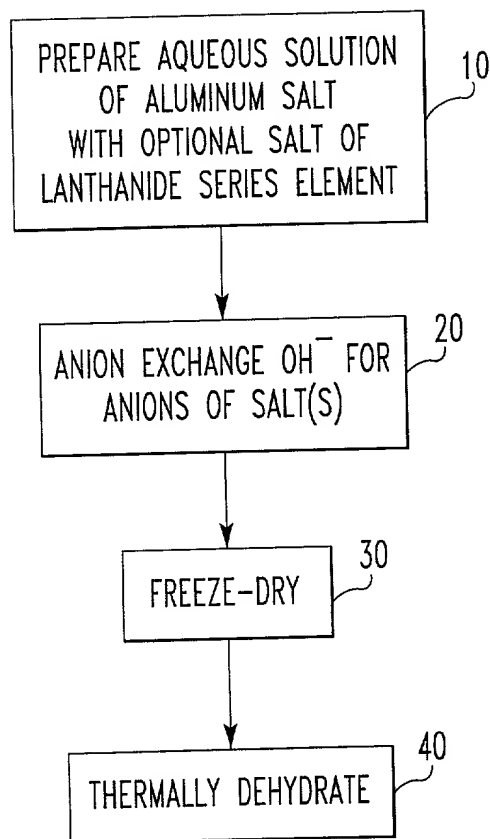 PREPARE AQUEOUS SOLUTION
OF ALUMINUM SALT
WITH OPTIONAL SALT OF
LANTHANIDE SERIES ELEMENT
10
ANION EXCHANGE OH⁻ FOR
ANIONS OF SALT(S)
20
FREEZE-DRY
30
THERMALLY DEHYDRATE
40